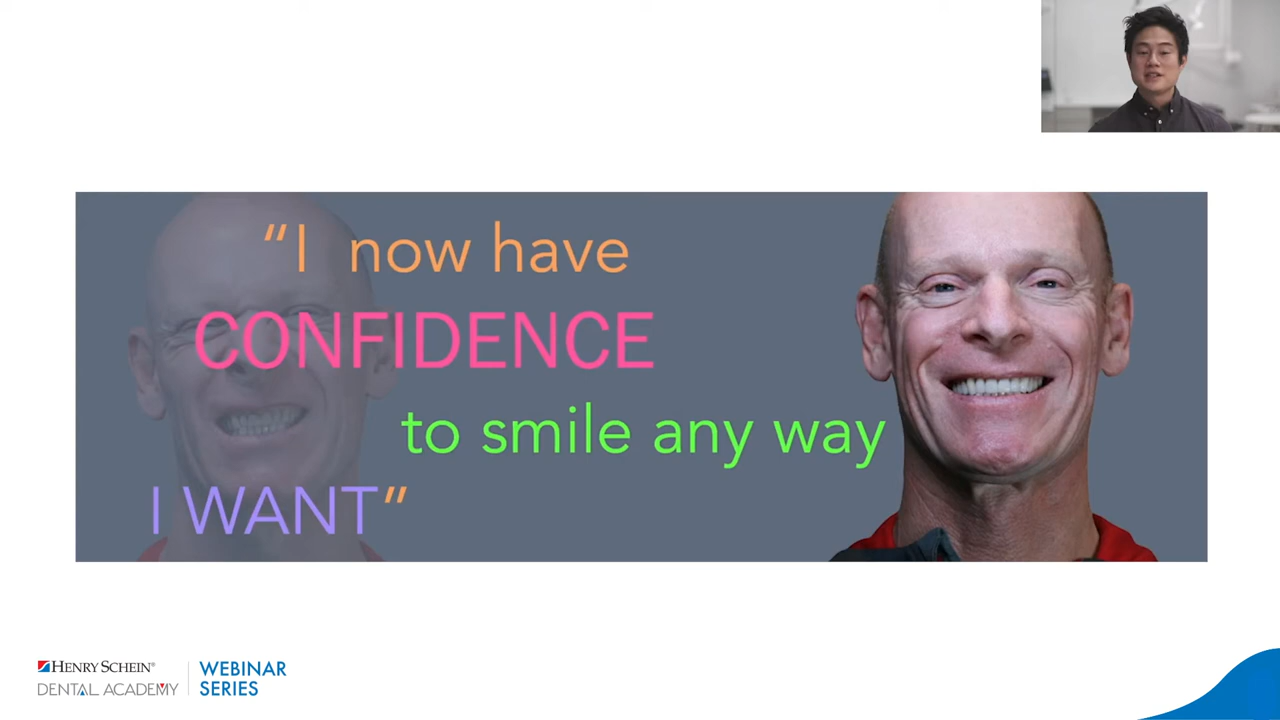 “I now have
CONFIDENCE
to smile any way
I WANT”
HENRY SCHEIN®
DENTAL ACADEMY
WEBINAR
SERIES